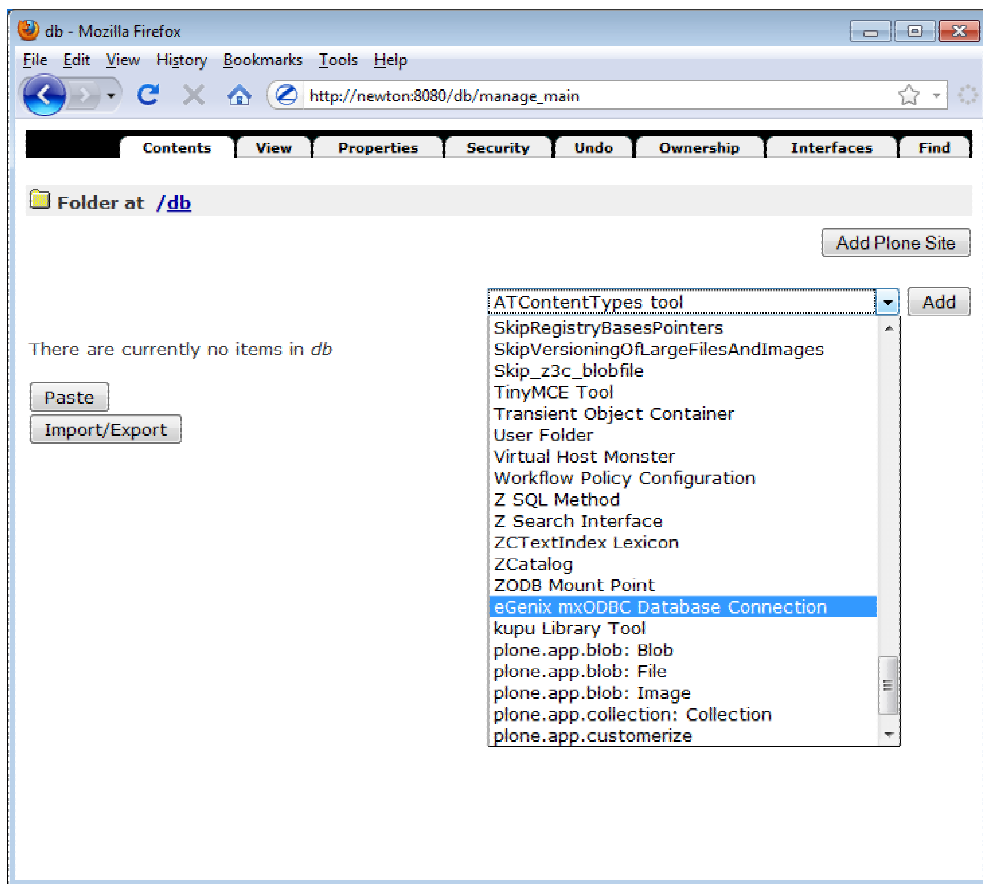 db - Mozilla Firefox
File Edit View History Bookmarks Tools Help
http://newton:8080/db/manage_main
Contents View Properties Security Undo Ownership Interfaces Find
Folder at /db
Add Plone Site
ATContentTypes tool Add
SkipRegistryBasesPointers
There are currently no items in db
SkipVersioningOfLargeFilesAndImages
Skip_z3c_blobfile
Paste
TinyMCE Tool
Transient Object Container
Import/Export
User Folder
Virtual Host Monster
Workflow Policy Configuration
Z SQL Method
Z Search Interface
ZCTextIndex Lexicon
ZCatalog
ZODB Mount Point
eGenix mxODBC Database Connection
kupu Library Tool
plone.app.blob: Blob
plone.app.blob: File
plone.app.blob: Image
plone.app.collection: Collection
plone.app.customerize